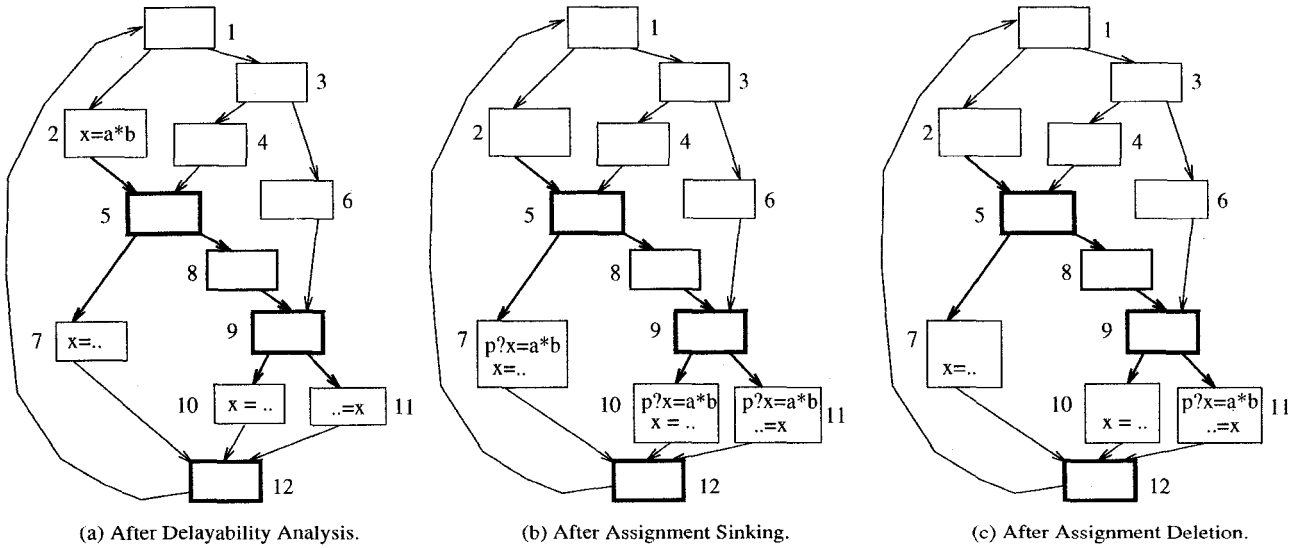 1
3
2
x=a*b
4
5
6
8
7
x=..
9
10
x = ..
..=x
11
12
(a) After Delayability Analysis.
1
3
2
4
5
6
8
7
p?x=a*b
x=..
9
10
p?x=a*b
x = ..
p?x=a*b
..=x
11
12
(b) After Assignment Sinking.
1
3
2
4
5
6
8
7
x=..
9
10
x = ..
p?x=a*b
..=x
11
12
(c) After Assignment Deletion.